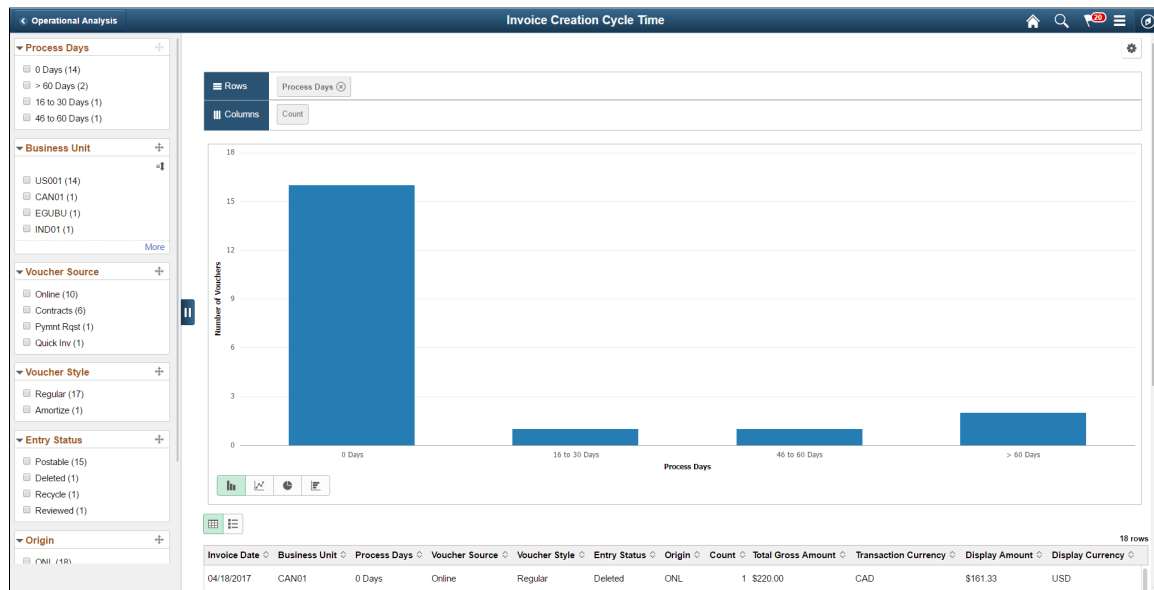 Operational Analysis
Invoice Creation Cycle Time
20
Process Days
0 Days (14)
> 60 Days (2)
16 to 30 Days (1)
46 to 60 Days (1)
Business Unit
US001 (14)
CAN01 (1)
EGUBU (1)
IND01 (1)
More
Voucher Source
Online (10)
Contracts (6)
Pymnt Rqst (1)
Quick Inv (1)
Voucher Style
Regular (17)
Amortize (1)
Entry Status
Postable (15)
Deleted (1)
Recycle (1)
Reviewed (1)
Origin
ONL (18)
Rows
Process Days
Columns
Count
18
15
12
9
6
3
0
Number of Vouchers
0 Days
16 to 30 Days
46 to 60 Days
> 60 Days
Process Days
18 rows
Invoice Date Business Unit Process Days Voucher Source Voucher Style Entry Status Origin Count Total Gross Amount Transaction Currency Display Amount Display Currency
04/18/2017 CAN01 0 Days Online Regular Deleted ONL 1 $220.00 CAD $161.33 USD